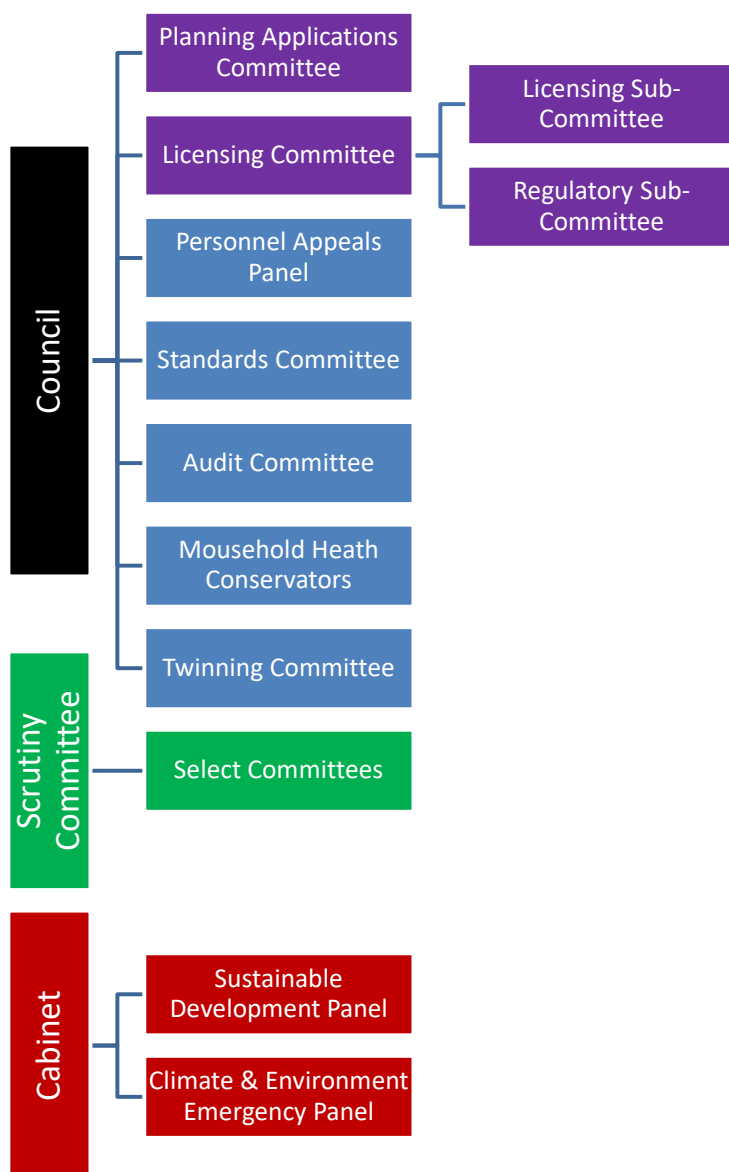 Council
Planning Applications
Committee
Licensing Committee
Licensing Sub-
Committee
Regulatory Sub-
Committee
Personnel Appeals
Panel
Standards Committee
Audit Committee
Mousehold Heath
Conservators
Twinning Committee
Scrutiny
Committee
Select Committees
Cabinet
Sustainable
Development Panel
Climate & Environment
Emergency Panel